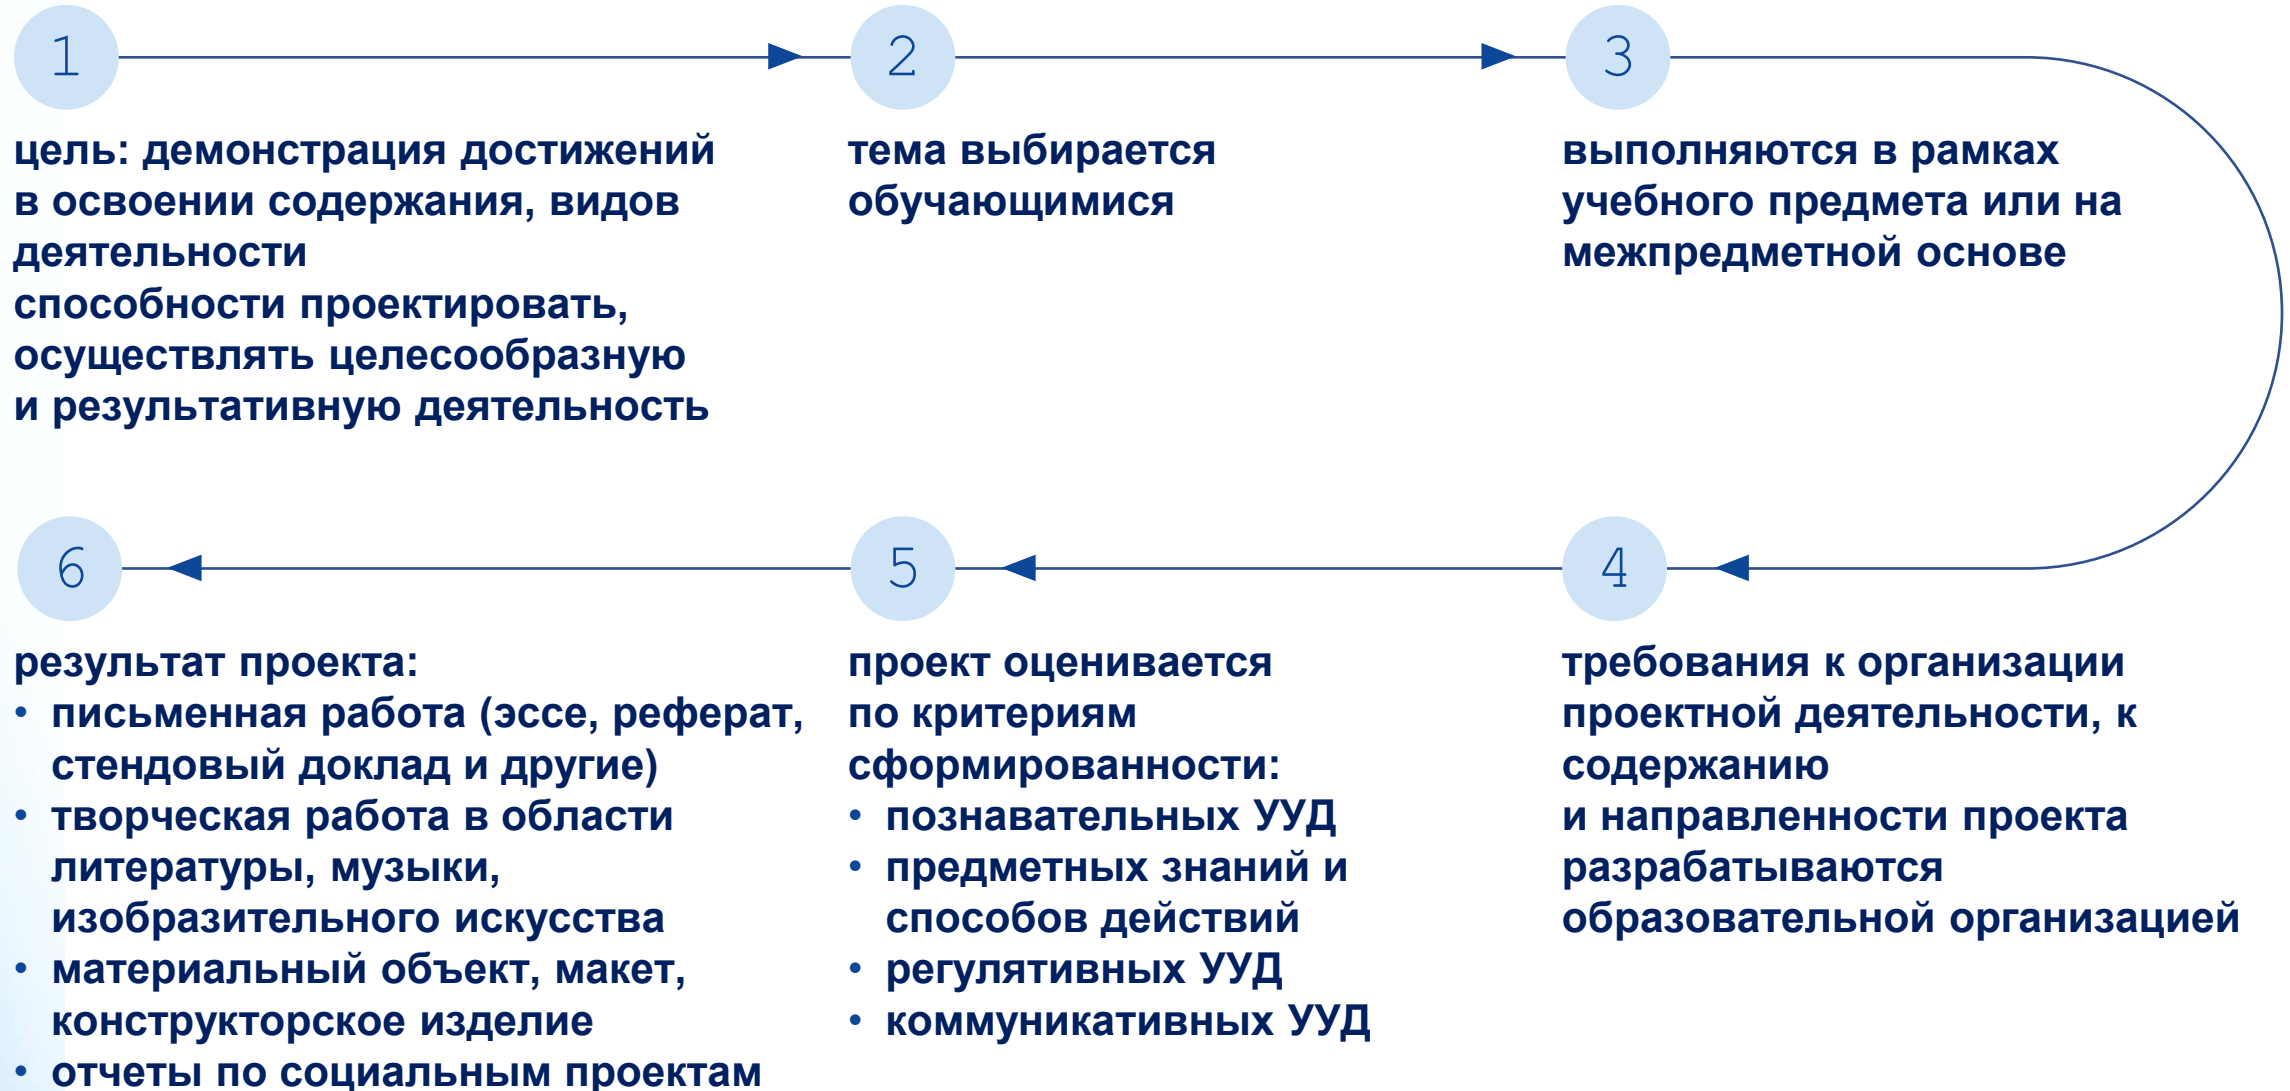 1
цель: демонстрация достижений
в освоении содержания, видов
деятельности
способности проектировать,
осуществлять целесообразную
и результативную деятельность
2
тема выбирается
обучающимися
3
выполняются в рамках
учебного предмета или на
межпредметной основе
4
требования к организации
проектной деятельности, к
содержанию
и направленности проекта
разрабатываются
образовательной организацией
5
проект оценивается
по критериям
сформированности:
• познавательных УУД
• предметных знаний и
способов действий
• регулятивных УУД
• коммуникативных УУД
6
результат проекта:
• письменная работа (эссе, реферат,
стендовый доклад и другие)
• творческая работа в области
литературы, музыки,
изобразительного искусства
• материальный объект, макет,
конструкторское изделие
• отчеты по социальным проектам